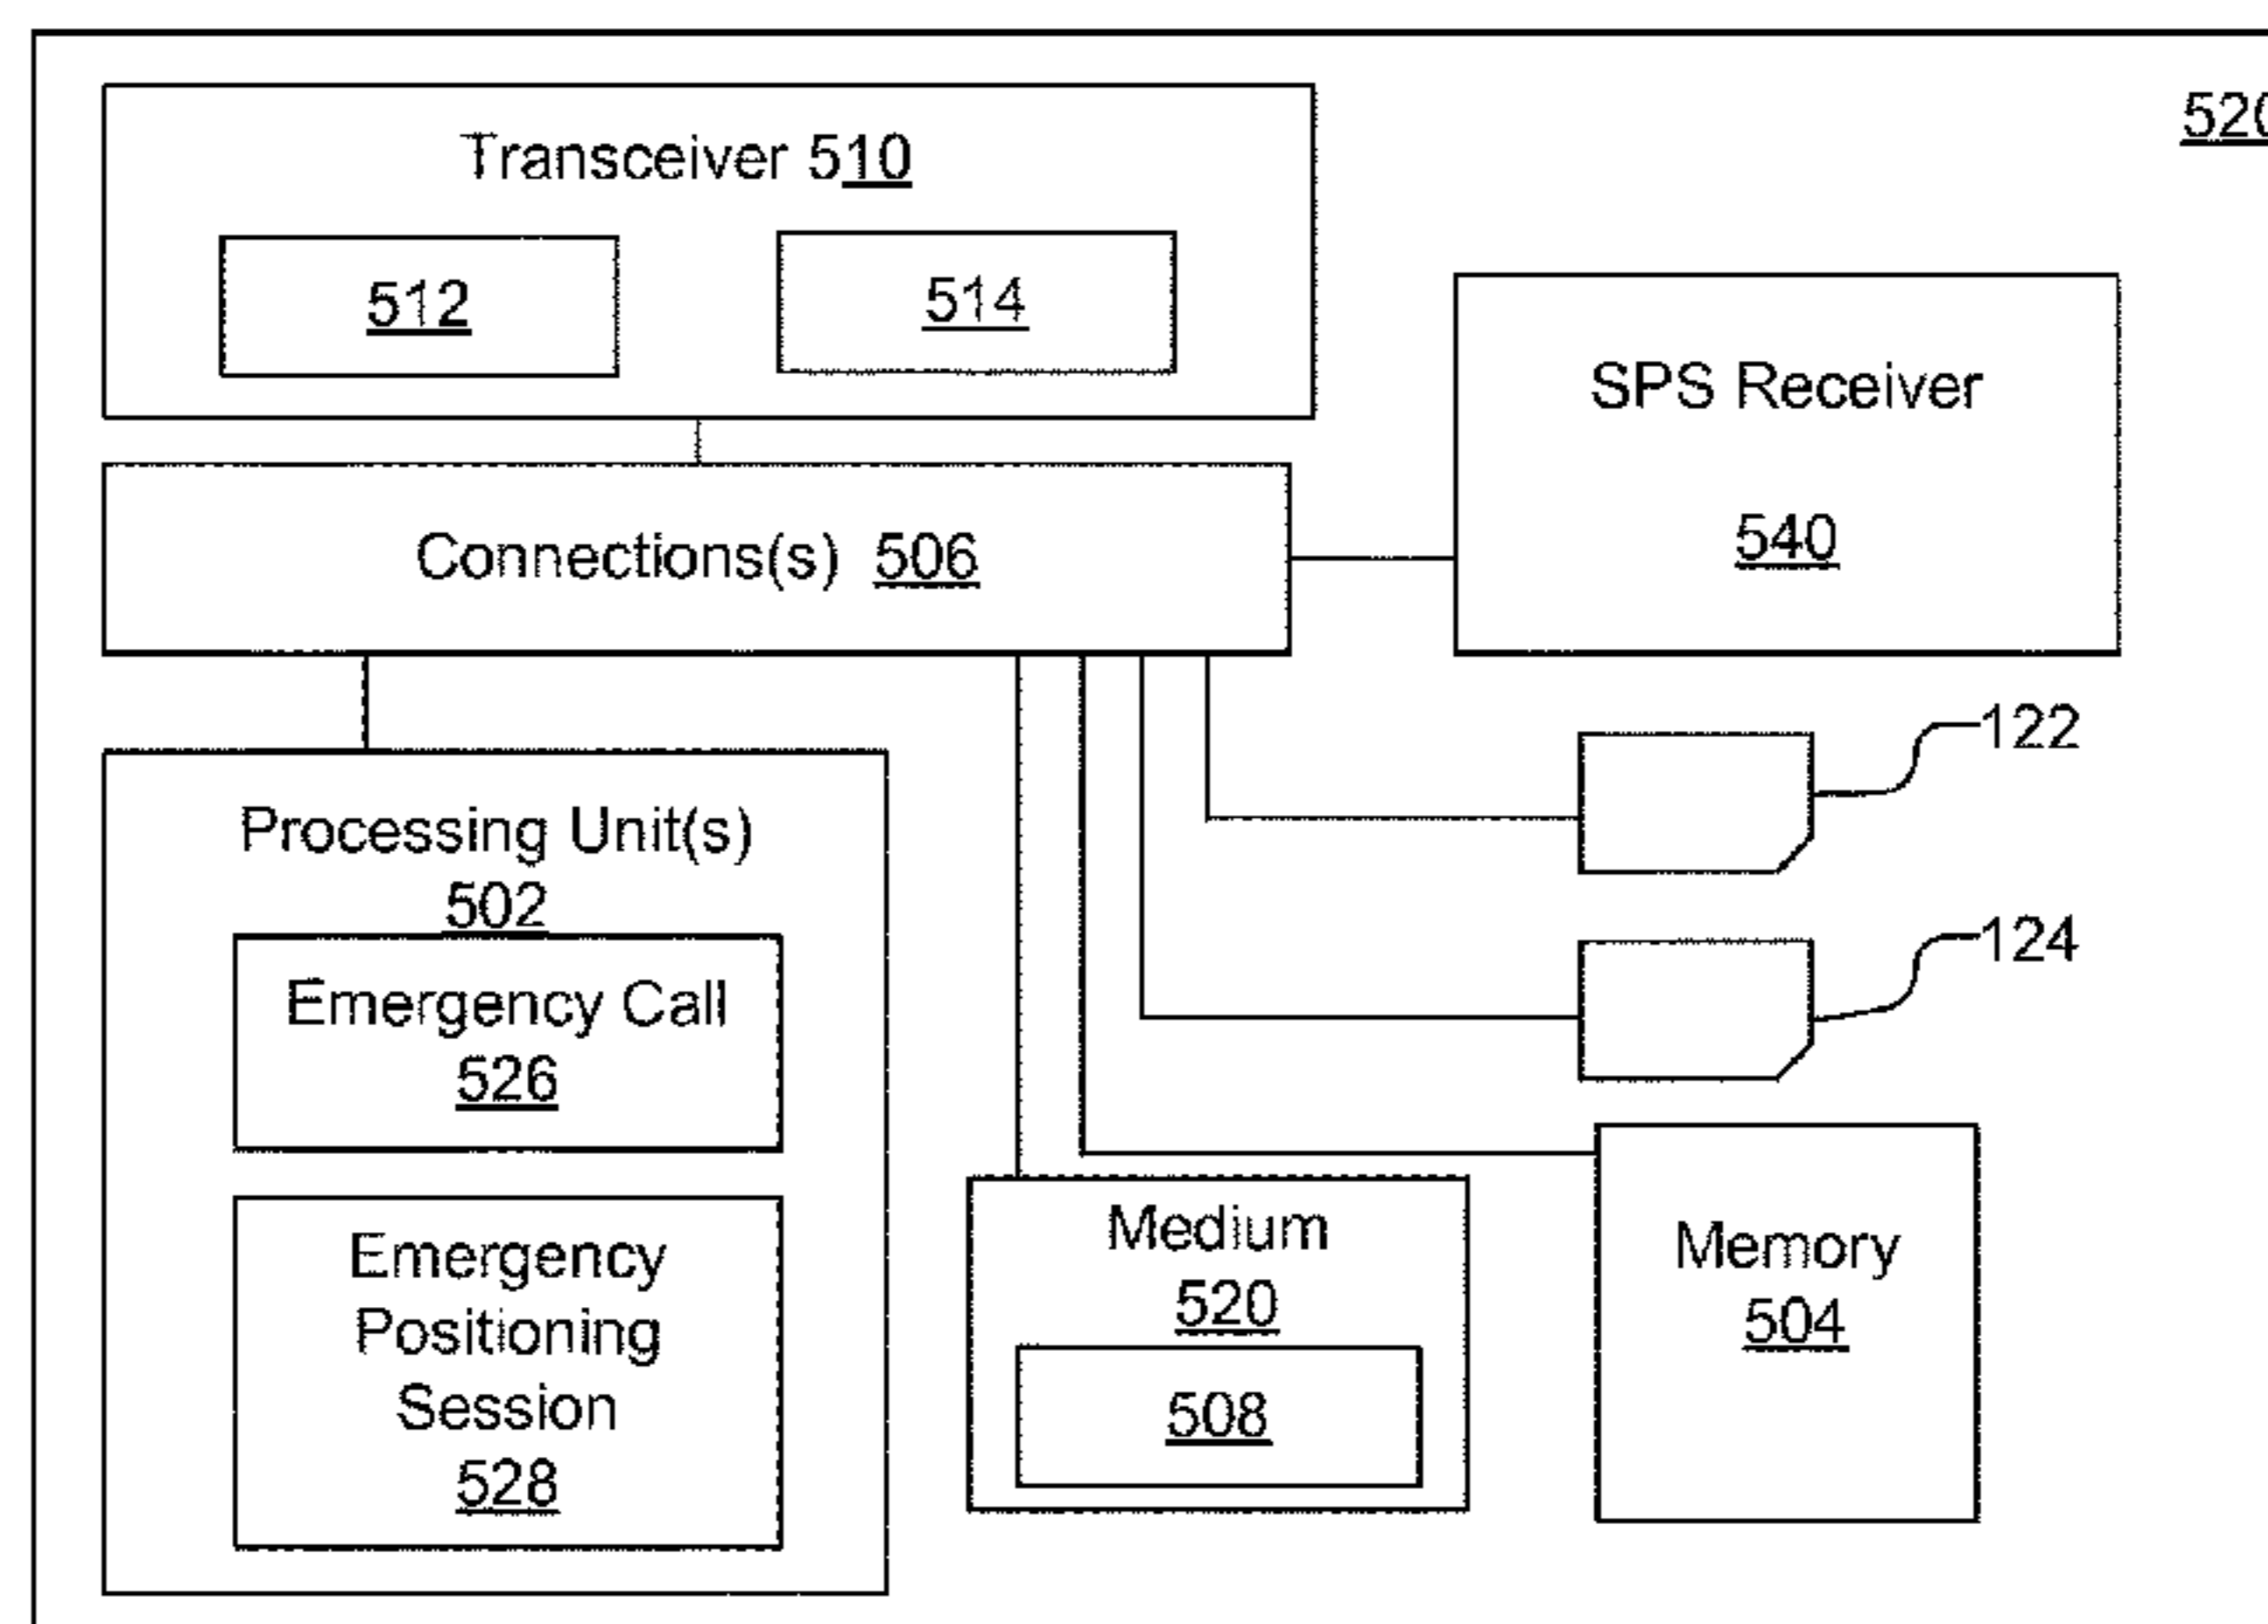 520
Transceiver 510
512
514
SPS Receiver
540
Connections(s) 506
122
Processing Unit(s)
502
124
Emergency Call
526
Medium
520
508
Memory
504
Emergency
Positioning
Session
528